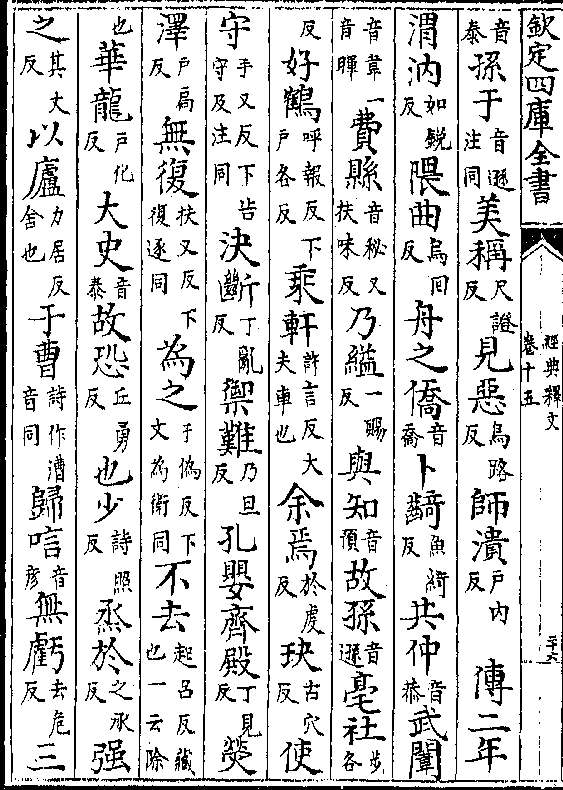 欽定四庫全書 經典釋文 卷十五
音泰孫于音遜注同美稱尺證反見惡烏路反師潰戶內反 傳二年
渭汭如銳反隈曲烏回反舟之僑音喬卜齮魚綺反共仲音恭武闈
音韋一音暉費縣音秘又扶味反乃縊一賜反與知音預故孫音遜亳社步各
反好鶴呼報反下戶各反乘軒許言反大夫車也余焉於虔反玦古穴反使
守手又反下告守及注同決斷丁亂反禦難乃旦反孔嬰齊殿丁見反熒
澤戶扃反無復扶又反下復逐同為之于偽反下文為衛同不去起呂反藏也一云除
也華龍戶化反大史音泰故恐丘勇反也少詩照反烝於之承反强
之其丈反以廬力居反舍也于曹詩作漕音同歸唁音彥無虧去危反三